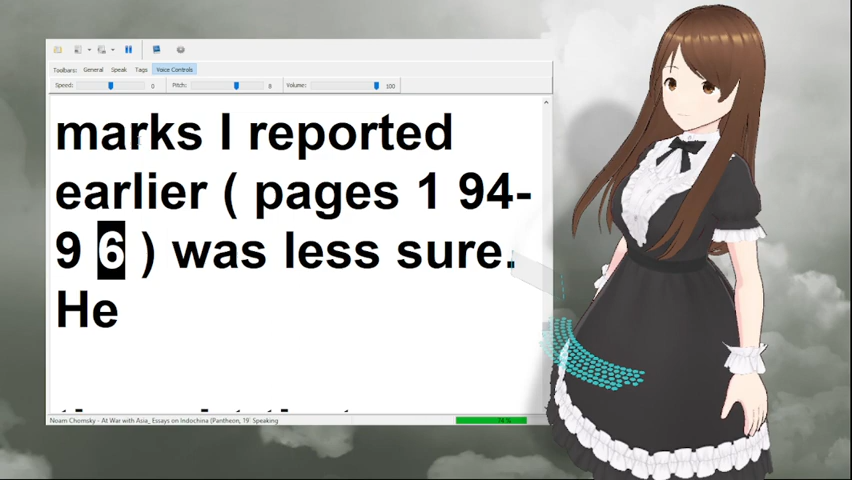 Toolbars: General Speak Tags Voice Controls
Speed: 0 Pitch: 8 Volume: 100
marks I reported
earlier ( pages 1 94-
9 6 ) was less sure.
He
Noam Chomsky - At War with Asia_ Essays on Indochina (Pantheon, 19 Speaking 74 %